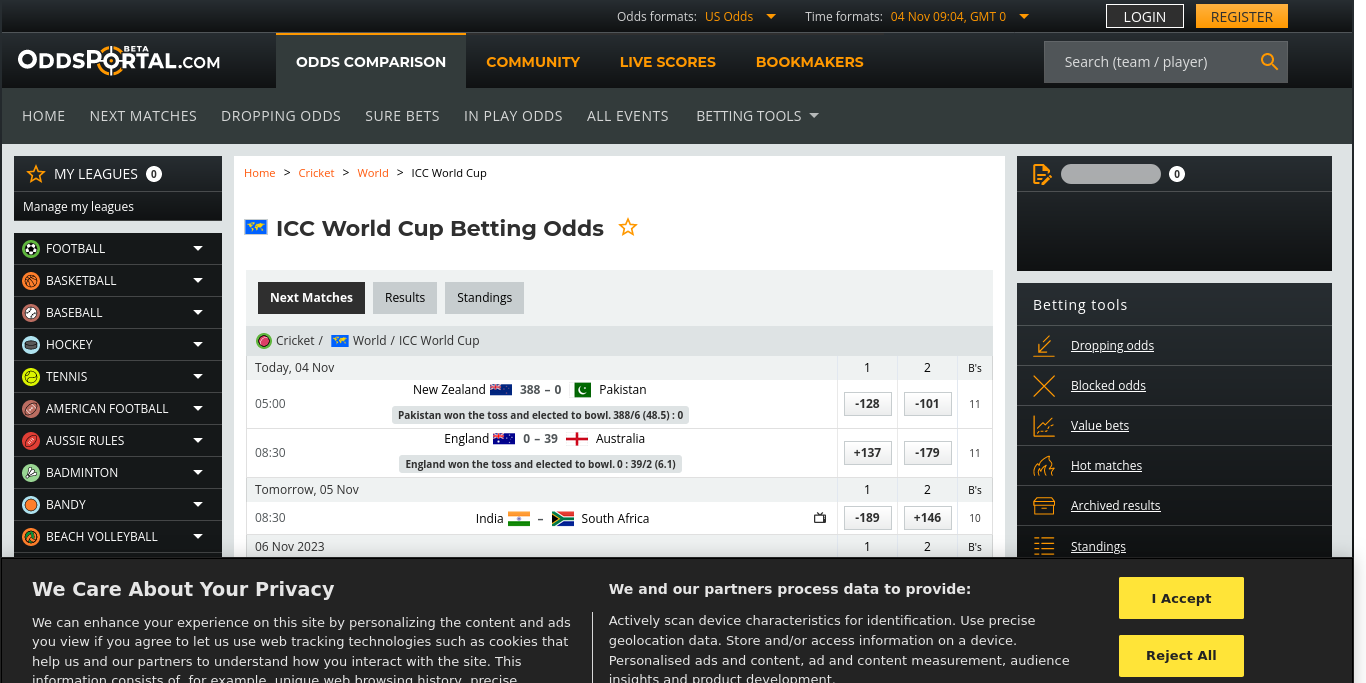 Odds formats: US Odds Time formats: 04 Nov 09:04, GMT 0 LOGIN REGISTER
ODDSPORTAL.COM BETA ODDS COMPARISON COMMUNITY LIVE SCORES BOOKMAKERS Search (team / player)
HOME NEXT MATCHES DROPPING ODDS SURE BETS IN PLAY ODDS ALL EVENTS BETTING TOOLS
MY LEAGUES 0
Manage my leagues
FOOTBALL
BASKETBALL
BASEBALL
HOCKEY
TENNIS
AMERICAN FOOTBALL
AUSSIE RULES
BADMINTON
BANDY
BEACH VOLLEYBALL
Home > Cricket > World > ICC World Cup
ICC World Cup Betting Odds
Next Matches Results Standings
Cricket / World / ICC World Cup
Today, 04 Nov 1 2 B's
New Zealand 388 – 0 Pakistan
05:00 -128 -101 11
Pakistan won the toss and elected to bowl. 388/6 (48.5) : 0
England 0 – 39 Australia
08:30 +137 -179 11
England won the toss and elected to bowl. 0 : 39/2 (6.1)
Tomorrow, 05 Nov 1 2 B's
08:30 India – South Africa -189 +146 10
06 Nov 2023 1 2 B's
0
Betting tools
Dropping odds
Blocked odds
Value bets
Hot matches
Archived results
Standings
We Care About Your Privacy
We can enhance your experience on this site by personalizing the content and ads
you view if you agree to let us use web tracking technologies such as cookies that
help us and our partners to understand how you interact with the site. This
information consists of, for example, unique web browsing history, precise
We and our partners process data to provide:
Actively scan device characteristics for identification. Use precise
geolocation data. Store and/or access information on a device.
Personalised ads and content, ad and content measurement, audience
insights and product development.
I Accept
Reject All